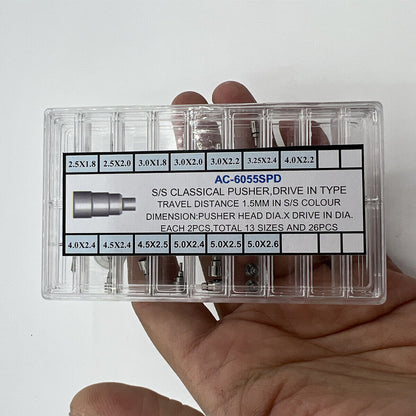 2.5X1.8 2.5X2.0 3.0X1.8 3.0X2.0 3.0X2.2 3.25X2.4 4.0X2.2
AC-6055SPD
S/S CLASSICAL PUSHER,DRIVE IN TYPE
TRAVEL DISTANCE 1.5MM IN S/S COLOUR
DIMENSION:PUSHER HEAD DIA.X DRIVE IN DIA.
EACH 2PCS,TOTAL 13 SIZES AND 26PCS
4.0X2.4 4.5X2.4 4.5X2.5 5.0X2.4 5.0X2.5 5.0X2.6